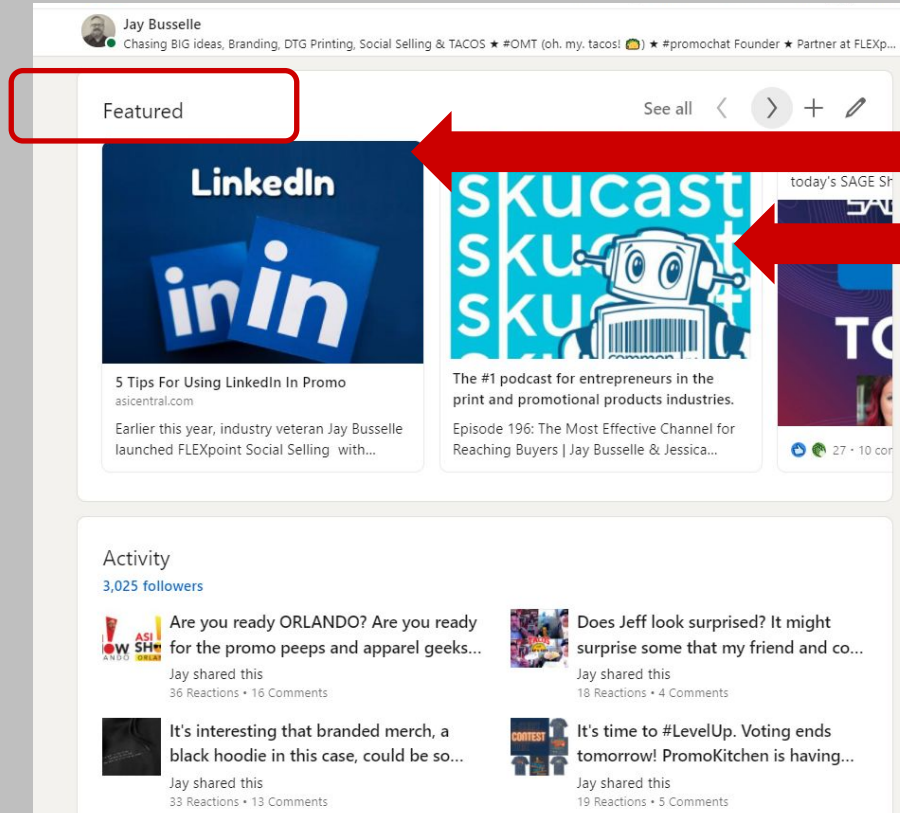 Jay Busselle
Chasing BIG ideas, Branding, DTG Printing, Social Selling & TACOS ★ #OMT (oh. my. tacos! 🌮) ★ #promochat Founder ★ Partner at FLEXp...
Featured
See all
LinkedIn
in
in
5 Tips For Using LinkedIn In Promo
asicentral.com
Earlier this year, industry veteran Jay Busselle
launched FLEXpoint Social Selling with...
skucast
sku
sku
common
The #1 podcast for entrepreneurs in the
print and promotional products industries.
Episode 196: The Most Effective Channel for
Reaching Buyers | Jay Busselle & Jessica...
today's SAGE Sh
TO
27 • 10 com
Activity
3,025 followers
Are you ready ORLANDO? Are you ready
for the promo peeps and apparel geeks...
Jay shared this
36 Reactions • 16 Comments
Does Jeff look surprised? It might
surprise some that my friend and co...
Jay shared this
18 Reactions • 4 Comments
ASI
SH
It's interesting that branded merch, a
black hoodie in this case, could be so...
Jay shared this
33 Reactions • 13 Comments
CONTEST
It's time to #LevelUp. Voting ends
tomorrow! PromoKitchen is having...
Jay shared this
19 Reactions • 5 Comments